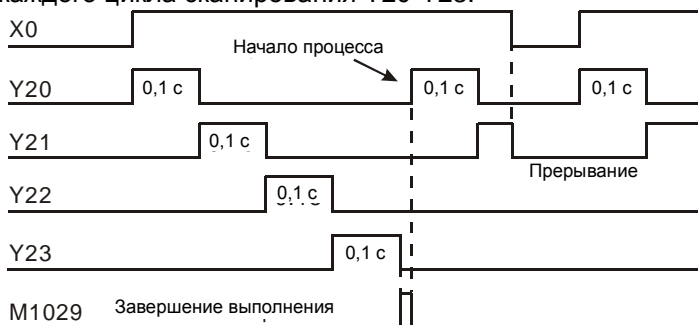 каждого цикла сканирования Y20-Y23.
X0
Начало процесса
Y20 0,1 с 0,1 с 0,1 с
Y21 0,1 с
Прерывание
Y22 0,1 с
Y23 0,1 с
M1029 Завершение выполнения